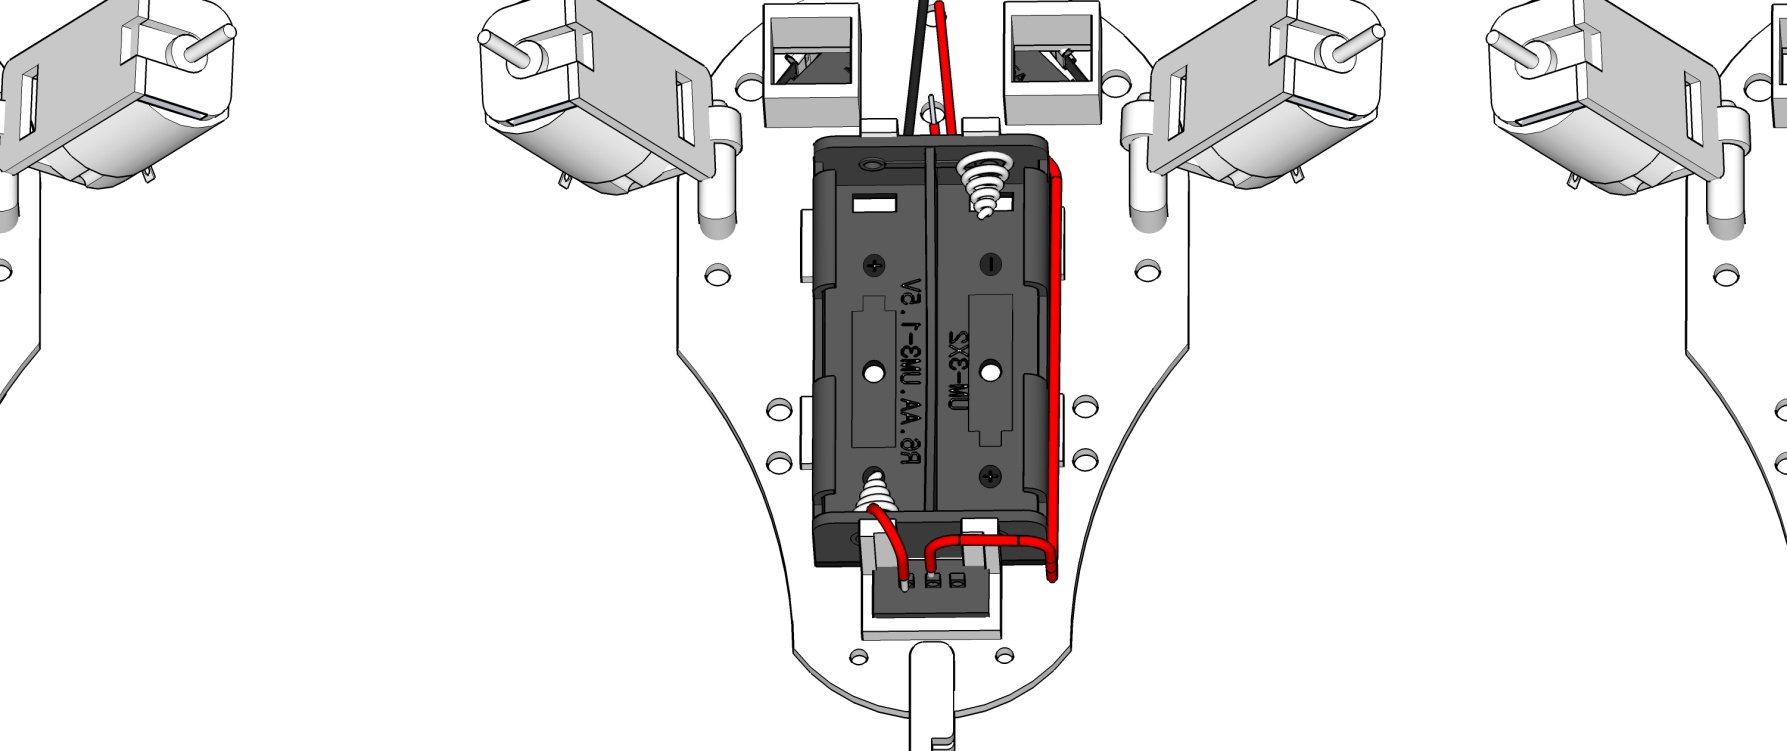 +
-
R6.AA.UM3-1.5V
UM-3X2
+